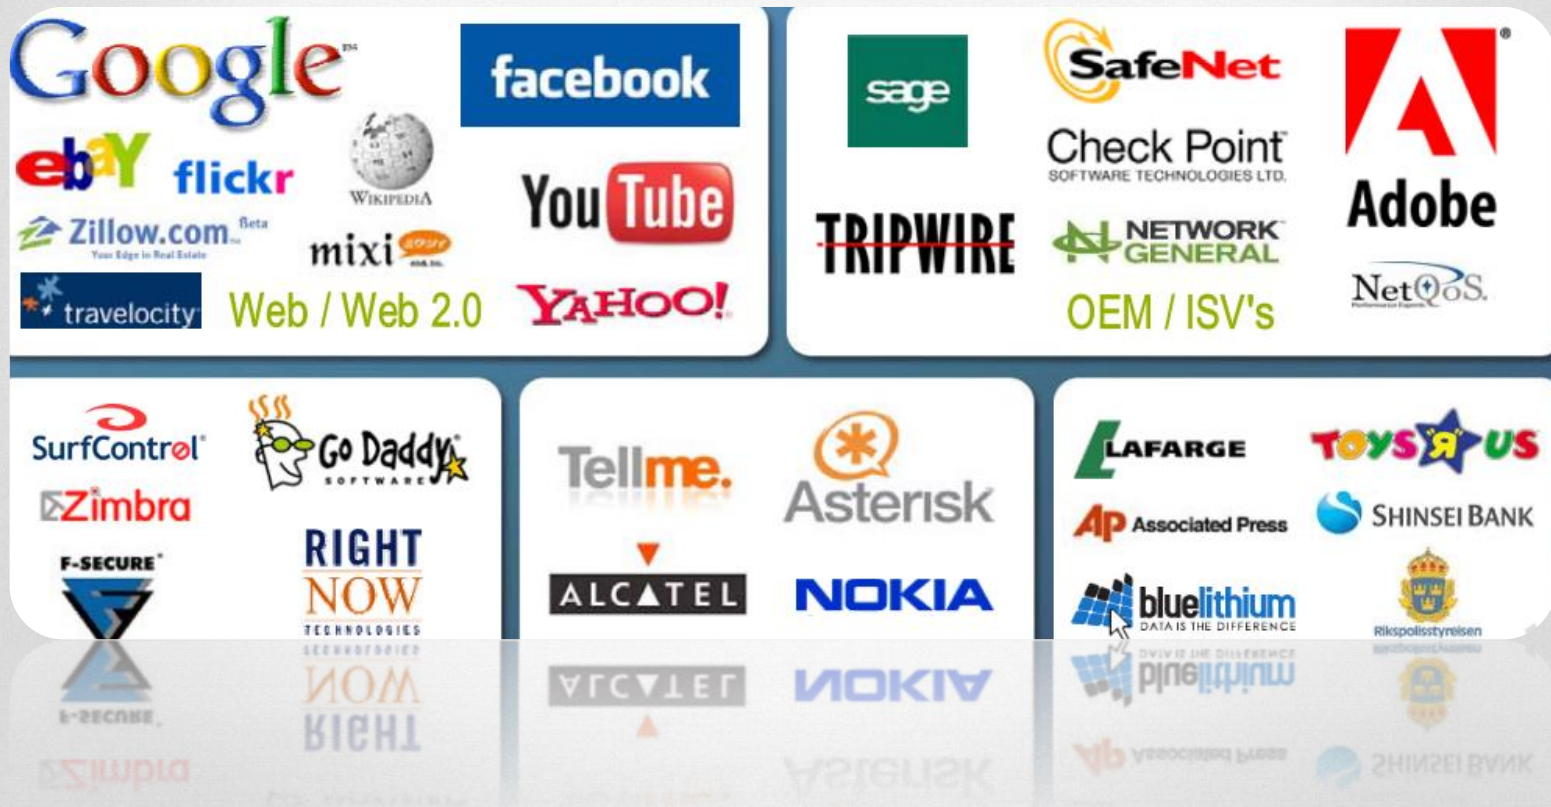 Google™
facebook
ebaY
flickr
WIKIPEDIA
You Tube
Zillow.com Beta
Your Edge in Real Estate
mixi
travelocity
Web / Web 2.0
YAHOO!
sage
SafeNet
Check Point™
SOFTWARE TECHNOLOGIES LTD.
Adobe
TRIPWIRE
NETWORK
GENERAL
NetQoS.
OEM / ISV's
SurfControl
Go Daddy
SOFTWARE
Zimbra
F-SECURE
RIGHT
NOW
TECHNOLOGIES
Tellme.
Asterisk
ALCATEL
NOKIA
LAFARGE
TOYS "R" US
AP Associated Press
SHINSEI BANK
bluelithium
DATA IS THE DIFFERENCE
Rikspolisstyrelsen